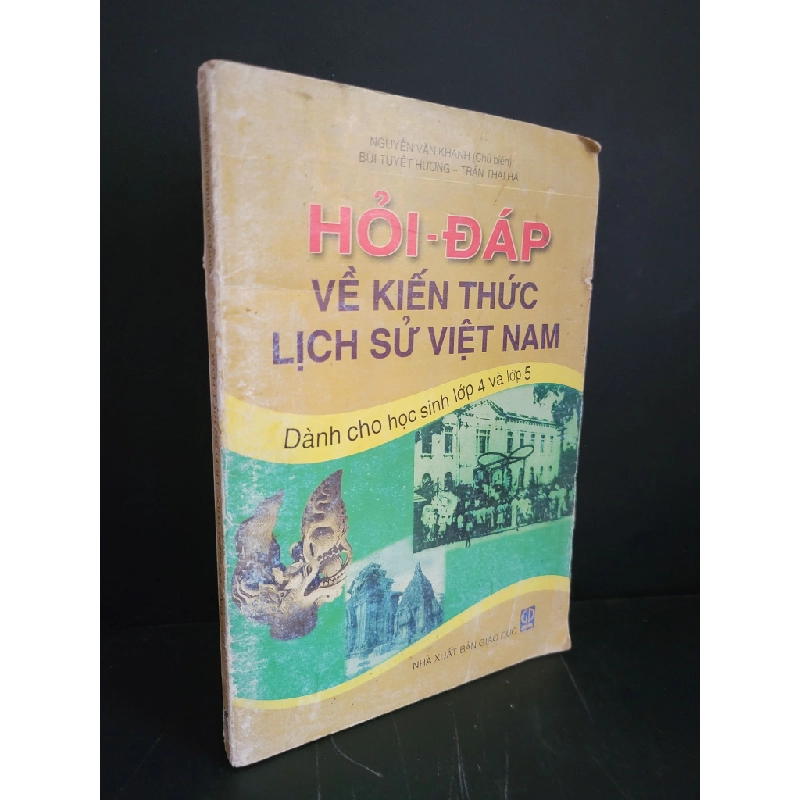 NGUYỄN VĂN KHÁNH (Chủ biên)
BÙI TUYẾT HƯƠNG – TRẦN THÁI HÀ
HỎI - ĐÁP
VỀ KIẾN THỨC
LỊCH SỬ VIỆT NAM
Dành cho học sinh lớp 4 và lớp 5
NHÀ XUẤT BẢN GIÁO DỤC